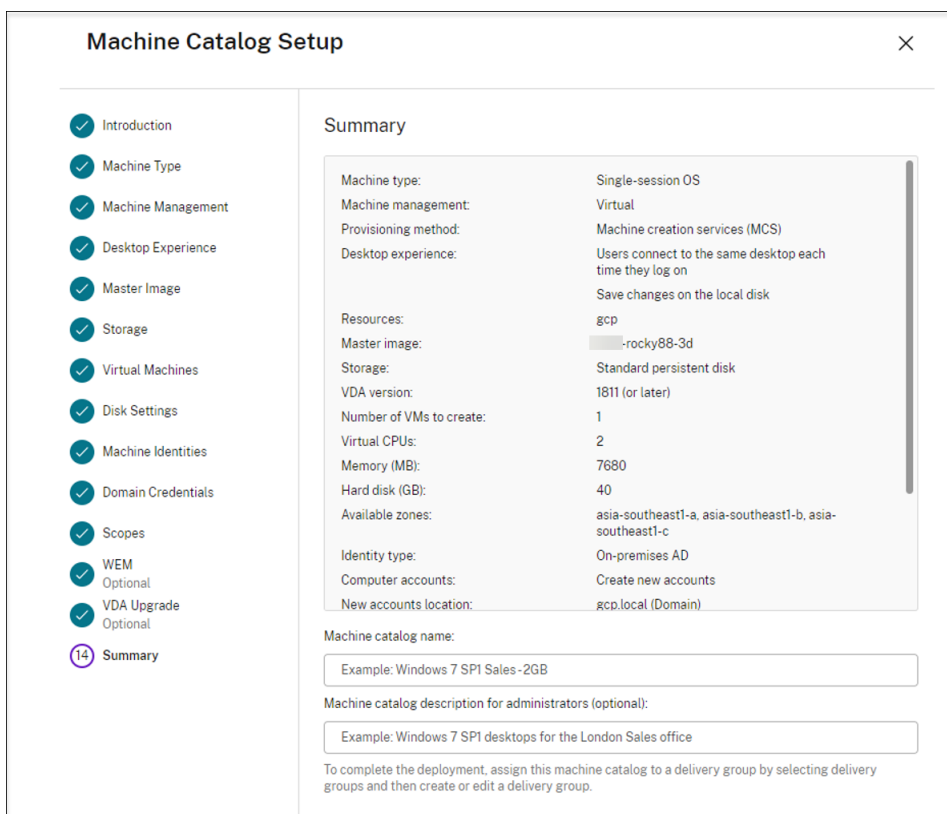 Machine Catalog Setup
Introduction
Machine Type
Machine Management
Desktop Experience
Master Image
Storage
Virtual Machines
Disk Settings
Machine Identities
Domain Credentials
Scopes
WEM
Optional
VDA Upgrade
Optional
14 Summary
Summary
Machine type: Single-session OS
Machine management: Virtual
Provisioning method: Machine creation services (MCS)
Desktop experience: Users connect to the same desktop each
time they log on
Save changes on the local disk
Resources: gcp
Master image: -rocky88-3d
Storage: Standard persistent disk
VDA version: 1811 (or later)
Number of VMs to create: 1
Virtual CPUs: 2
Memory (MB): 7680
Hard disk (GB): 40
Available zones: asia-southeast1-a, asia-southeast1-b, asia-
southeast1-c
Identity type: On-premises AD
Computer accounts: Create new accounts
New accounts location: gcp.local (Domain)
Machine catalog name:
Example: Windows 7 SP1 Sales - 2GB
Machine catalog description for administrators (optional):
Example: Windows 7 SP1 desktops for the London Sales office
To complete the deployment, assign this machine catalog to a delivery group by selecting delivery
groups and then create or edit a delivery group.